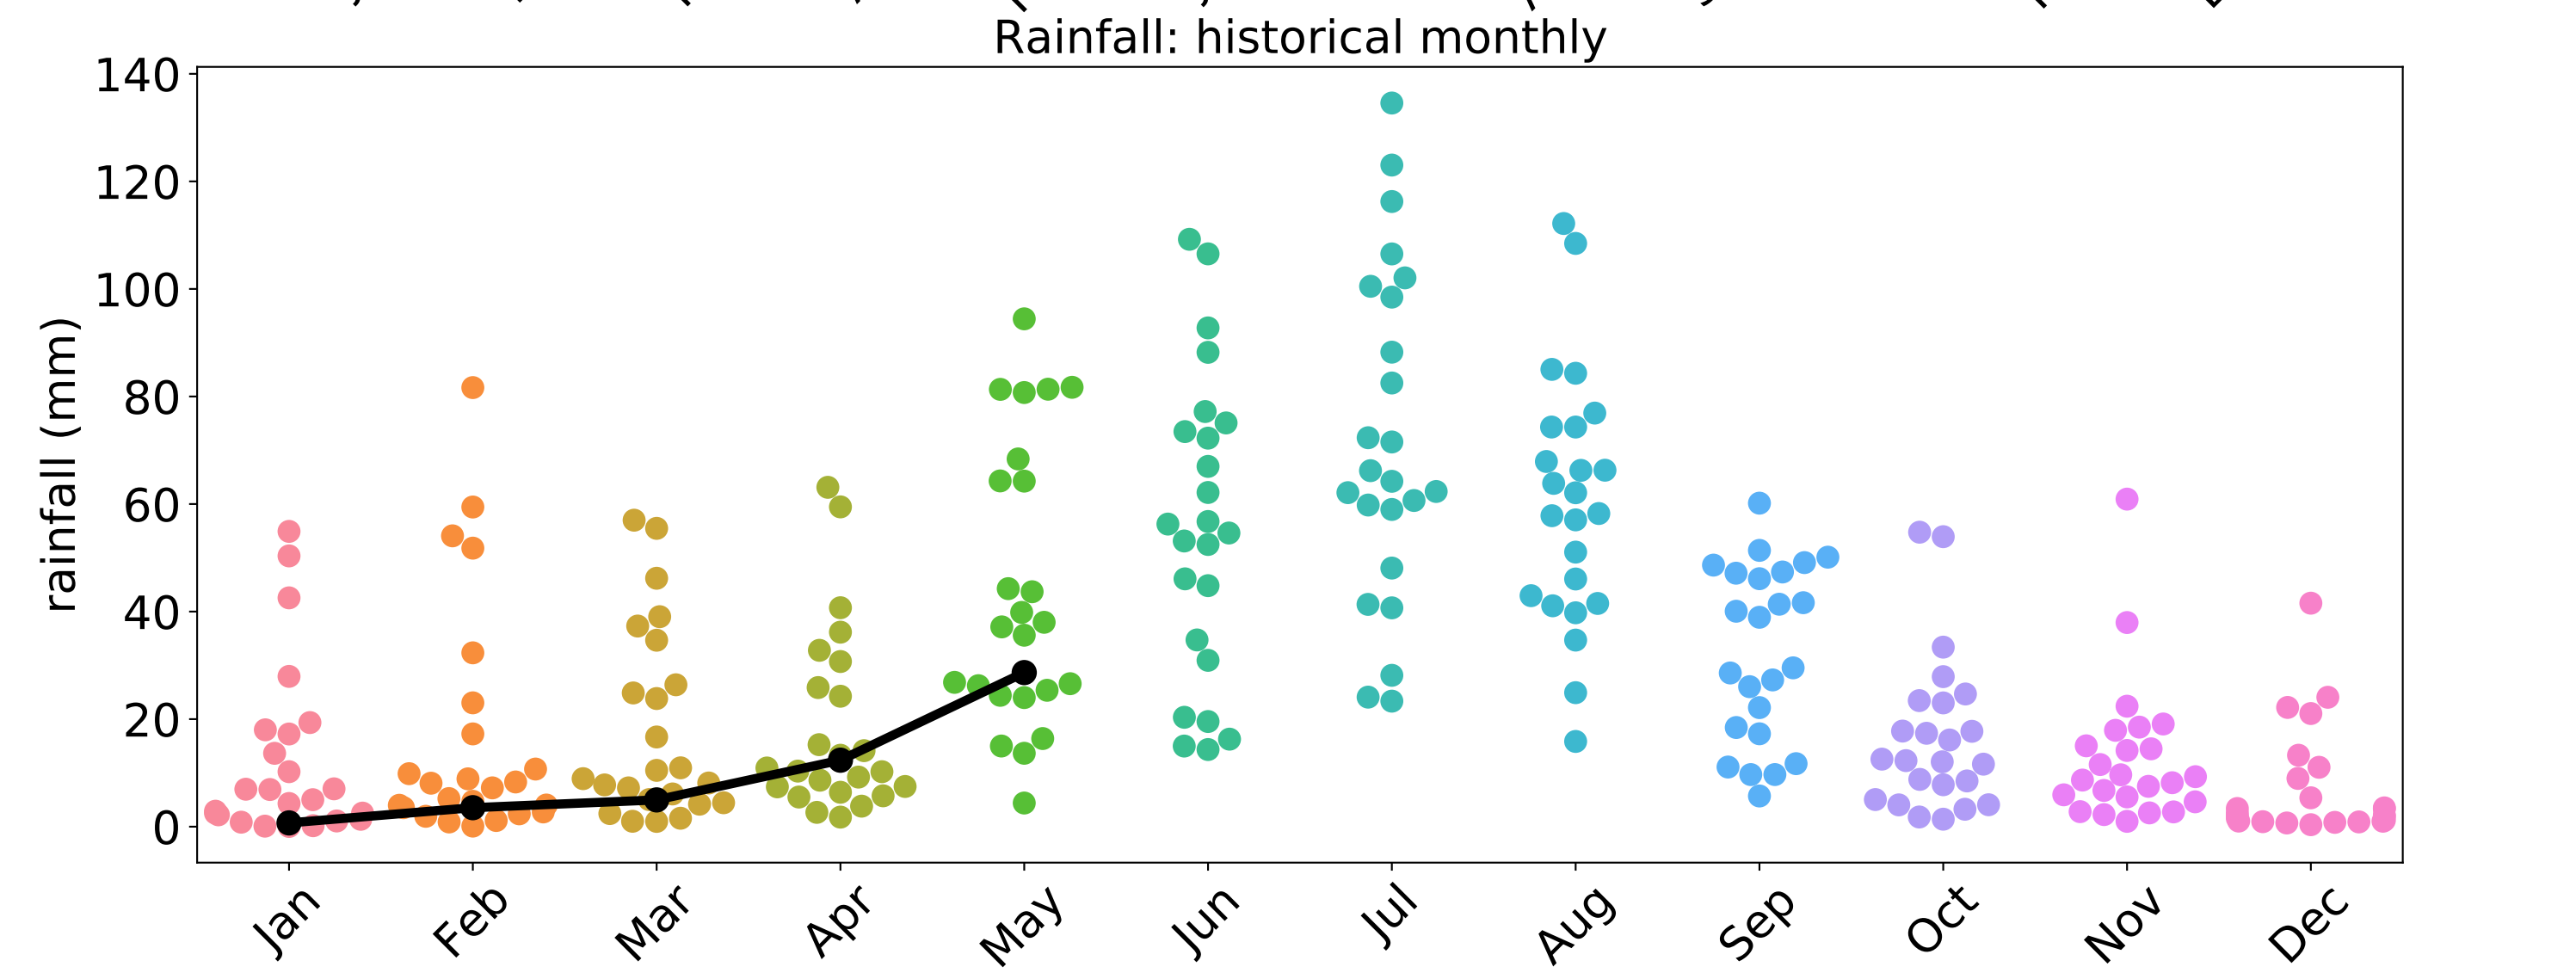 Rainfall: historical monthly
140
120
100
80
60
40
20
0
rainfall (mm)
Jan
Feb
Mar
Apr
May
Jun
Jul
Aug
Sep
Oct
Nov
Dec